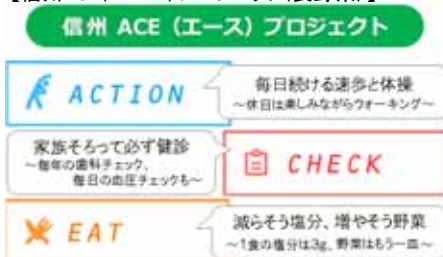 信州 ACE（エース）プロジェクト
ACTION
毎日続ける速歩と体操
～休日は楽しみながらウォーキング～
家族そろって必ず健診
～毎年の歯科チェック、
毎日の血圧チェックも～
CHECK
EAT
減らそう塩分、増やそう野菜
～1食の塩分は3g、野菜はもう一皿～